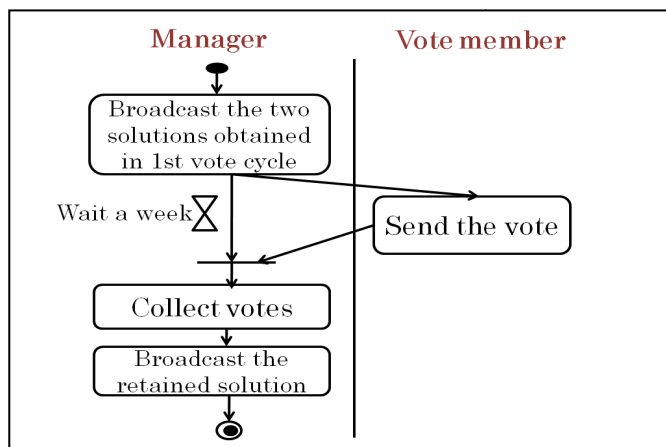 Manager
Vote member
Broadcast the two
solutions obtained
in 1st vote cycle
Wait a week
Send the vote
Collect votes
Broadcast the
retained solution